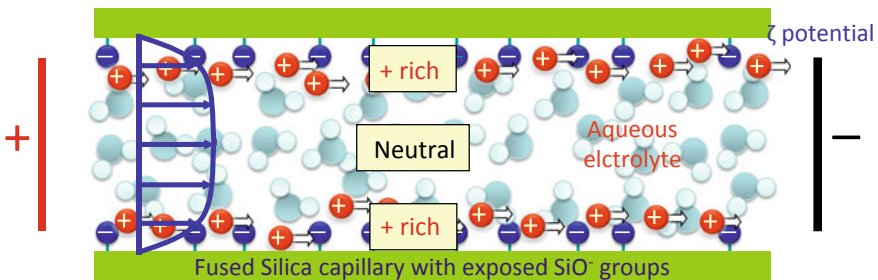 ζ potential
+ rich
+
Neutral
Aqueous
elctrolyte
−
+ rich
Fused Silica capillary with exposed SiO⁻ groups